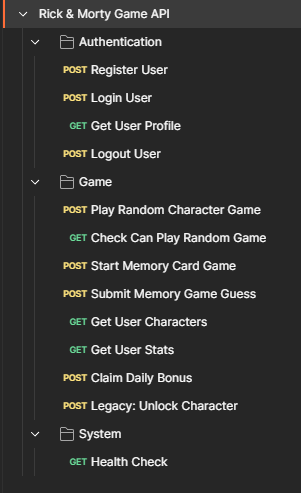 Rick & Morty Game API
Authentication
POST Register User
POST Login User
GET Get User Profile
POST Logout User
Game
POST Play Random Character Game
GET Check Can Play Random Game
POST Start Memory Card Game
POST Submit Memory Game Guess
GET Get User Characters
GET Get User Stats
POST Claim Daily Bonus
POST Legacy: Unlock Character
System
GET Health Check